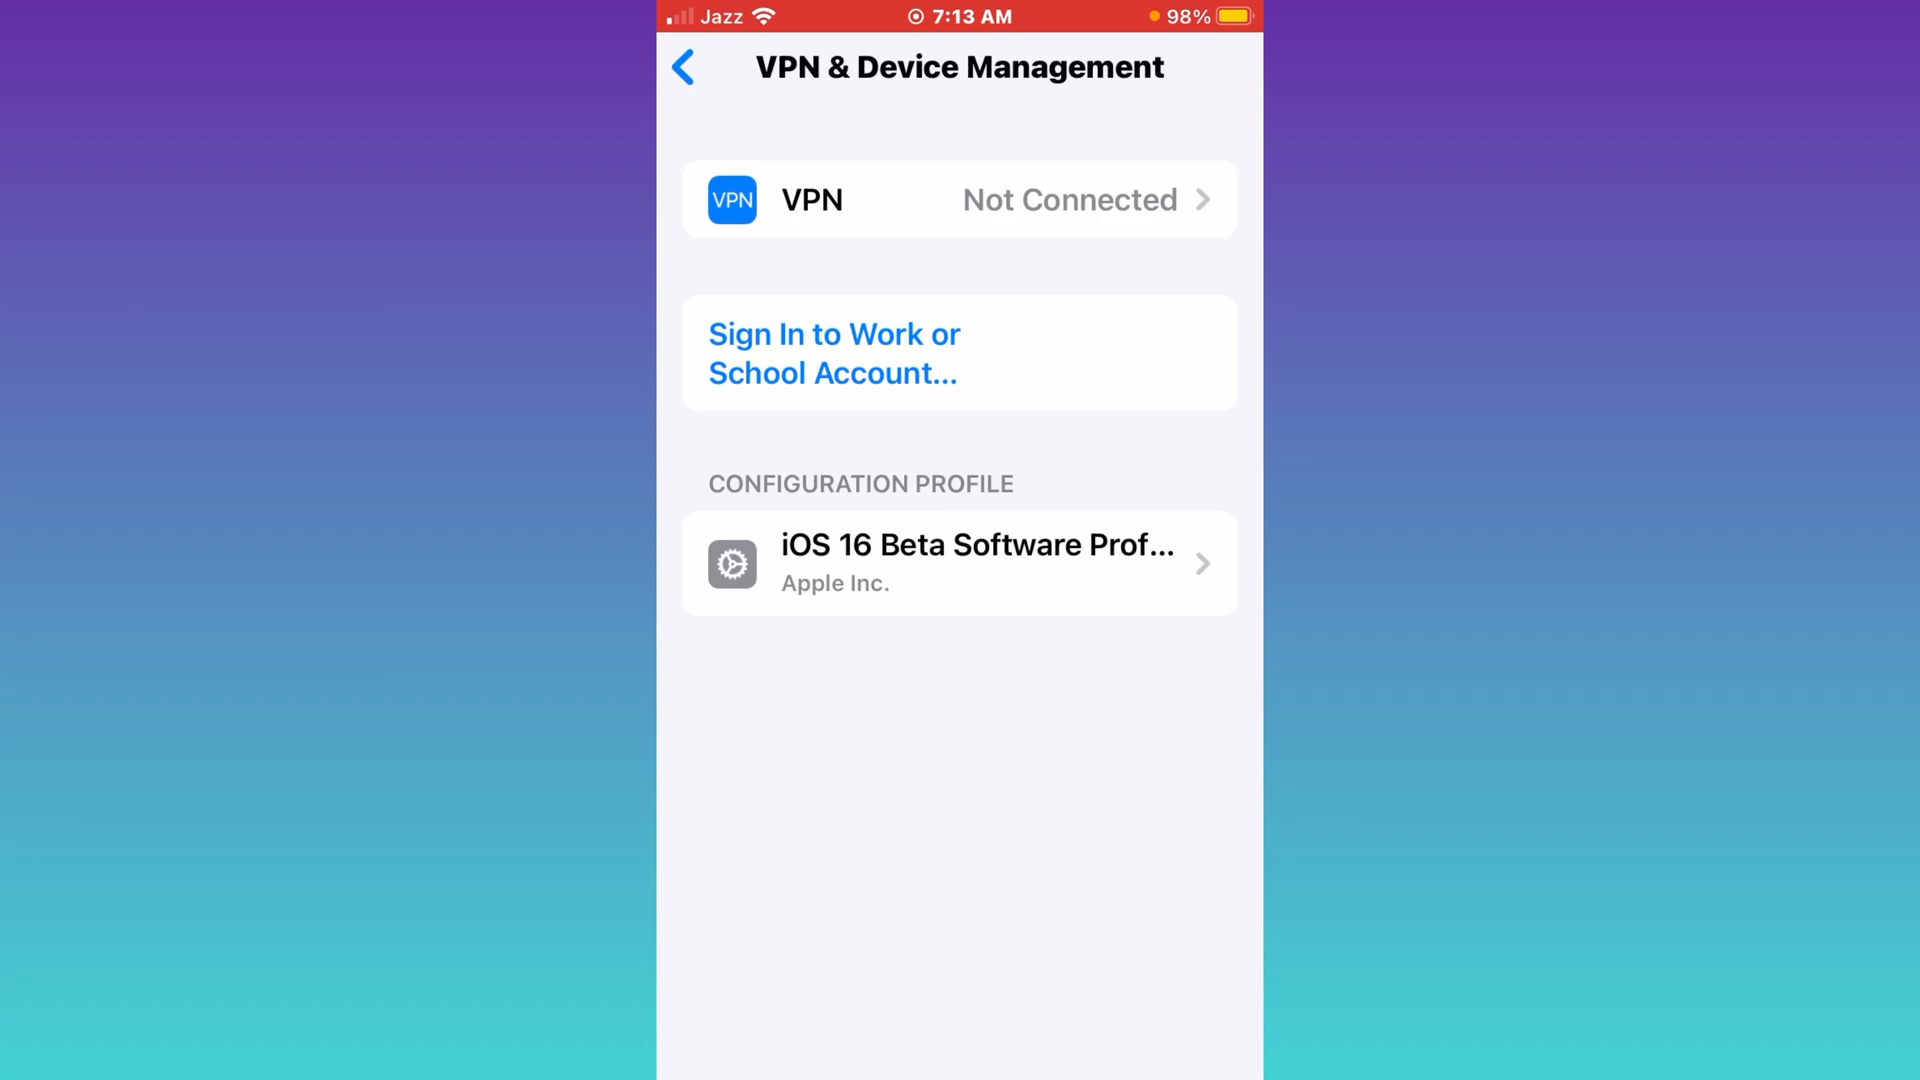 Jazz 7:13 AM 98%
VPN & Device Management
VPN VPN Not Connected
Sign In to Work or
School Account...
CONFIGURATION PROFILE
iOS 16 Beta Software Prof...
Apple Inc.